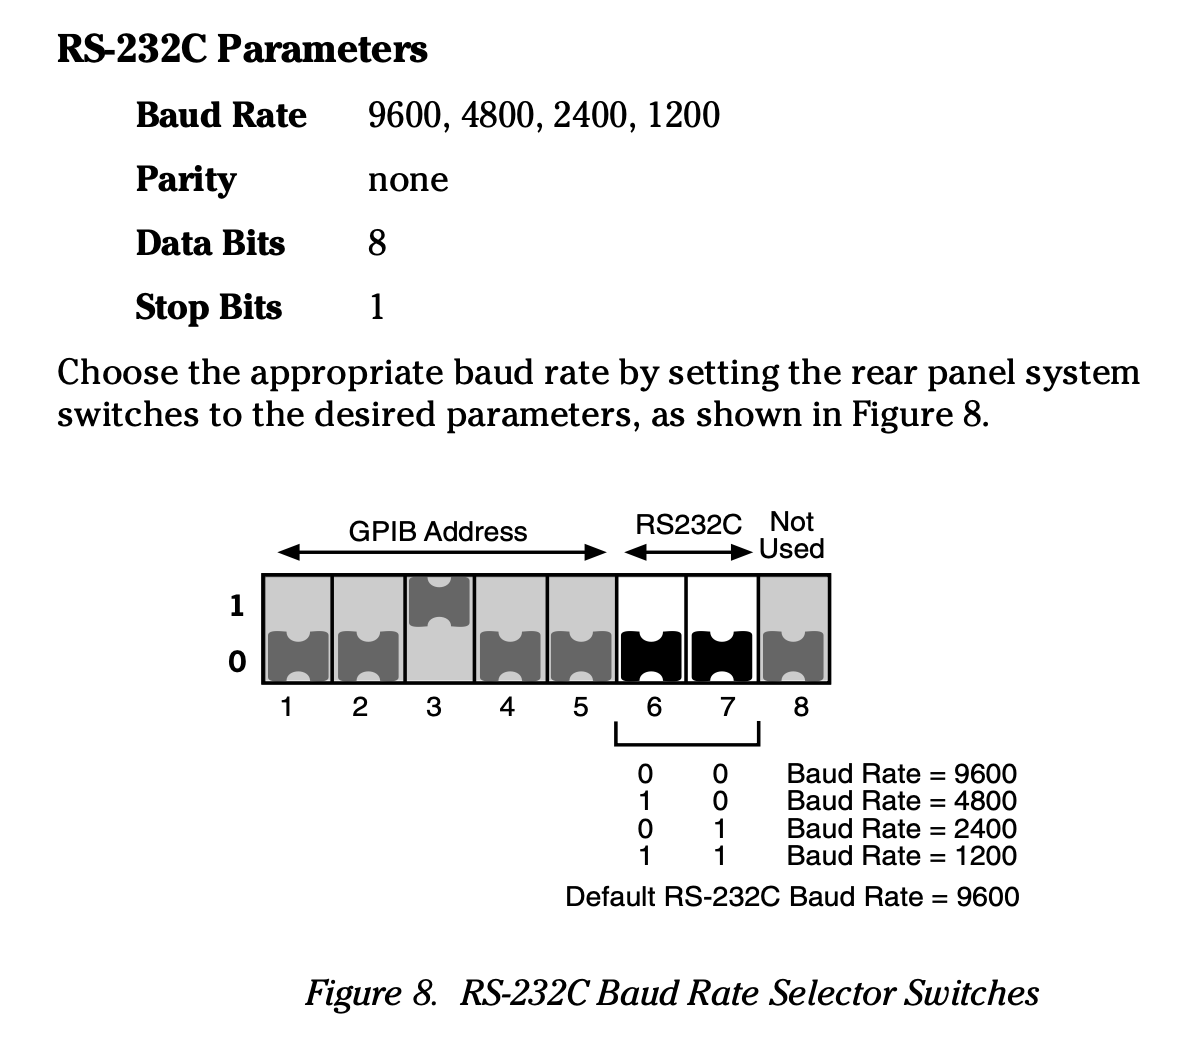 RS-232C Parameters
Baud Rate 9600, 4800, 2400, 1200
Parity none
Data Bits 8
Stop Bits 1
Choose the appropriate baud rate by setting the rear panel system
switches to the desired parameters, as shown in Figure 8.
GPIB Address RS232C Not
Used
1
0
1 2 3 4 5 6 7 8
0 0 Baud Rate = 9600
1 0 Baud Rate = 4800
0 1 Baud Rate = 2400
1 1 Baud Rate = 1200
Default RS-232C Baud Rate = 9600
Figure 8. RS-232C Baud Rate Selector Switches